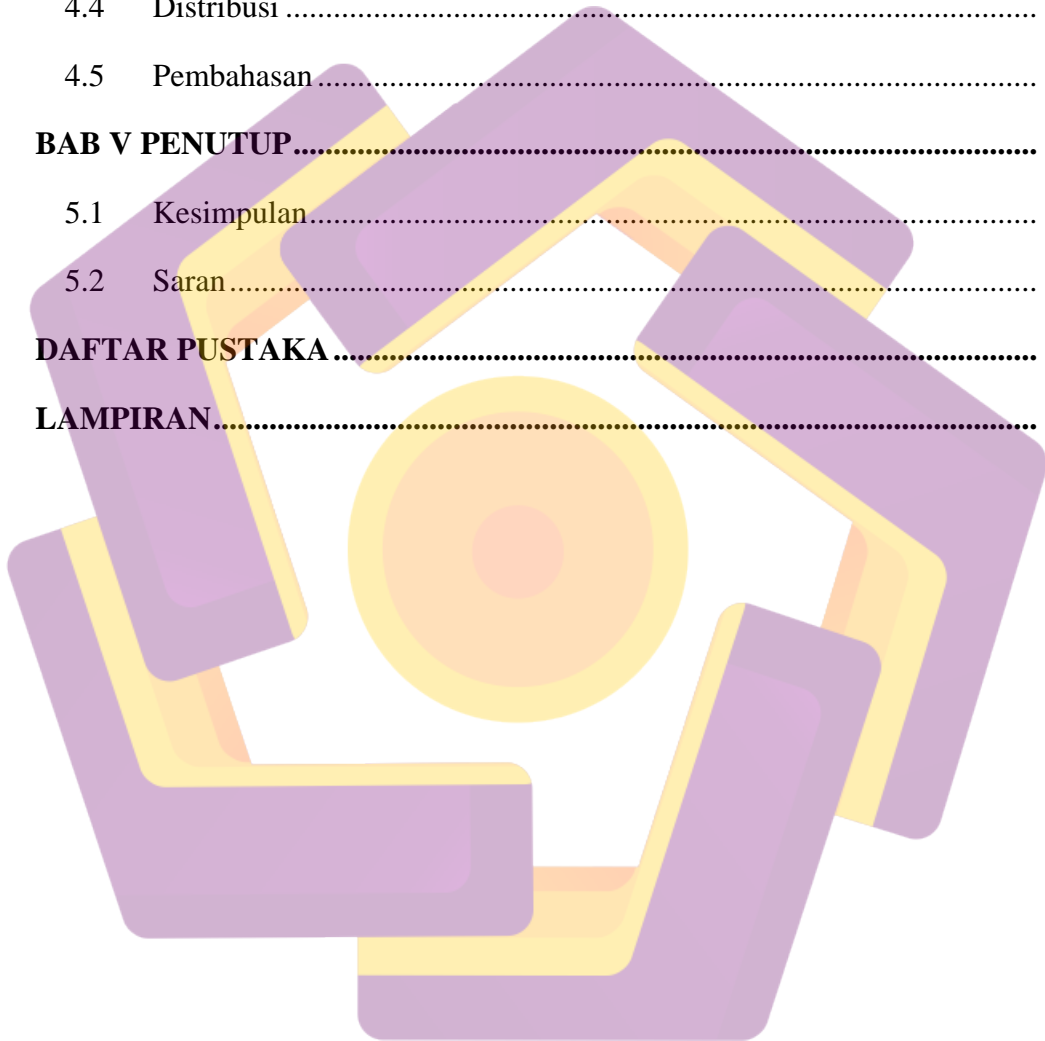 4.4 Distribusi ................................................................................................
4.5 Pembahasan ............................................................................................
BAB V PENUTUP................................................................................................
5.1 Kesimpulan..............................................................................................
5.2 Saran.......................................................................................................
DAFTAR PUSTAKA ...........................................................................................
LAMPIRAN........................................................................................................